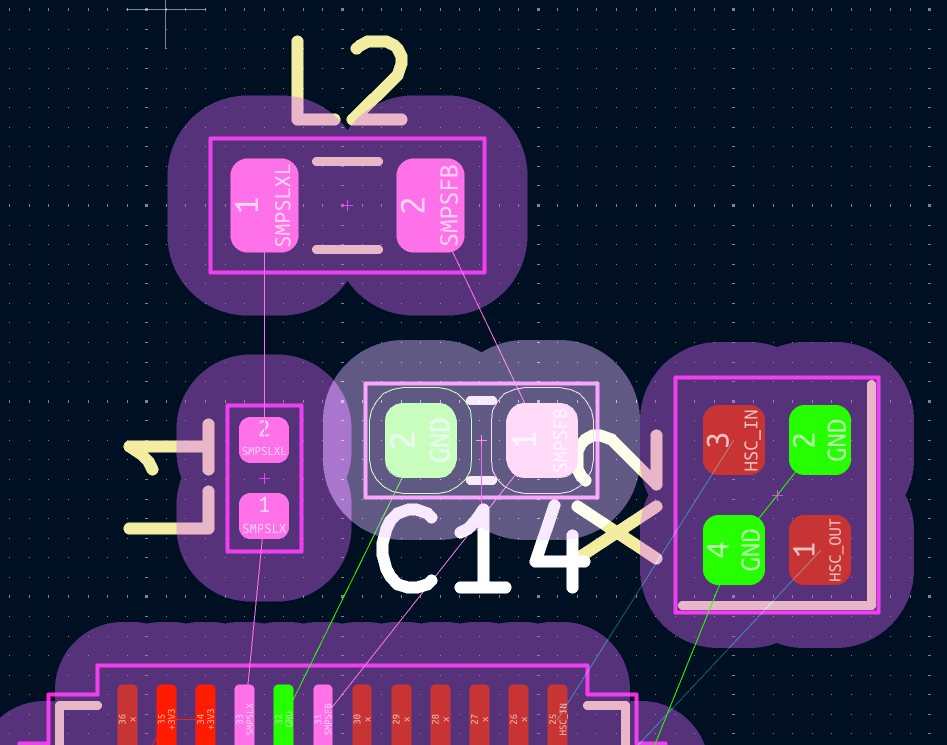 L2
1
SMPSLXL
2
SMPSFB
L1
2
SMPSLXL
1
SMPSLX
2
GND
1
SMPSFB
C14
X2
3
HSC_IN
2
GND
4
GND
1
HSC_OUT
36
x
35
+3V3
34
+3V3
33
SMPSLX
32
GND
31
SMPSFB
30
x
29
x
28
x
27
x
26
x
25
HSC_IN